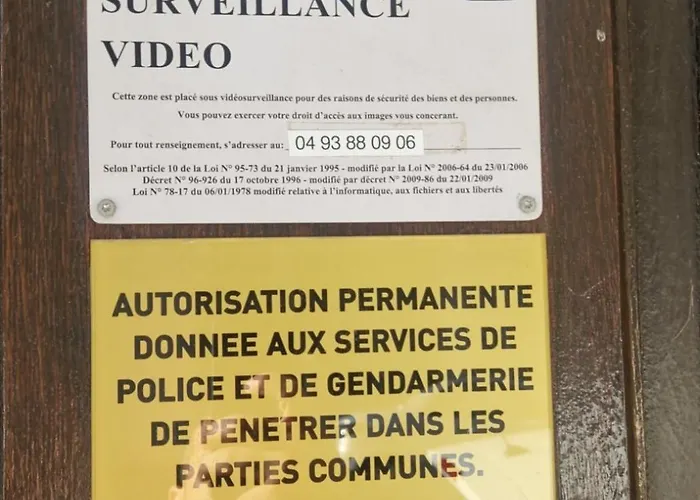 SURVEILLANCE
VIDEO
Cette zone est placé sous vidéosurveillance pour des raisons de sécurité des biens et des personnes.
Vous pouvez exercer votre droit d'accès aux images vous concerant.
Pour tout renseignement, s'adresser au: 04 93 88 09 06
Selon l'article 10 de la Loi N° 95-73 du 21 janvier 1995 - modifié par la Loi N° 2006-64 du 23/01/2006
Décret N° 96-926 du 17 octobre 1996 - modifié par décret N° 2009-86 du 22/01/2009
Loi N° 78-17 du 06/01/1978 modifié relative à l'informatique, aux fichiers et aux libertés
AUTORISATION PERMANENTE
DONNEE AUX SERVICES DE
POLICE ET DE GENDARMERIE
DE PENETRER DANS LES
PARTIES COMMUNES.